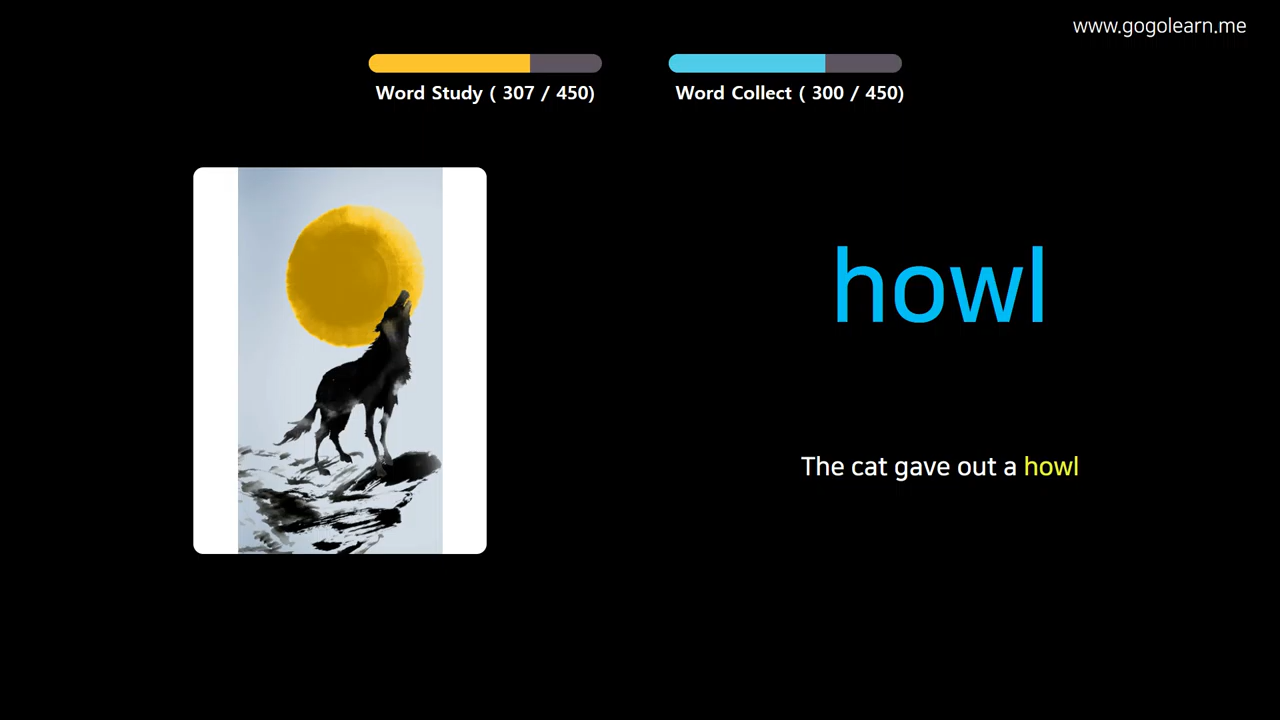 www.gogolearn.me
Word Study ( 307 / 450)
Word Collect ( 300 / 450)
howl
The cat gave out a howl